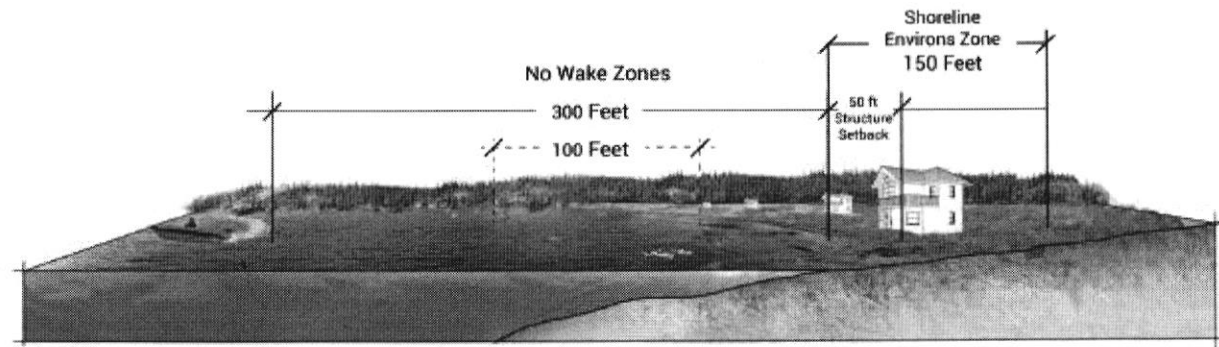 Shoreline
Environs Zone
150 Feet
No Wake Zones
300 Feet
50 ft
Structure
Setback
100 Feet